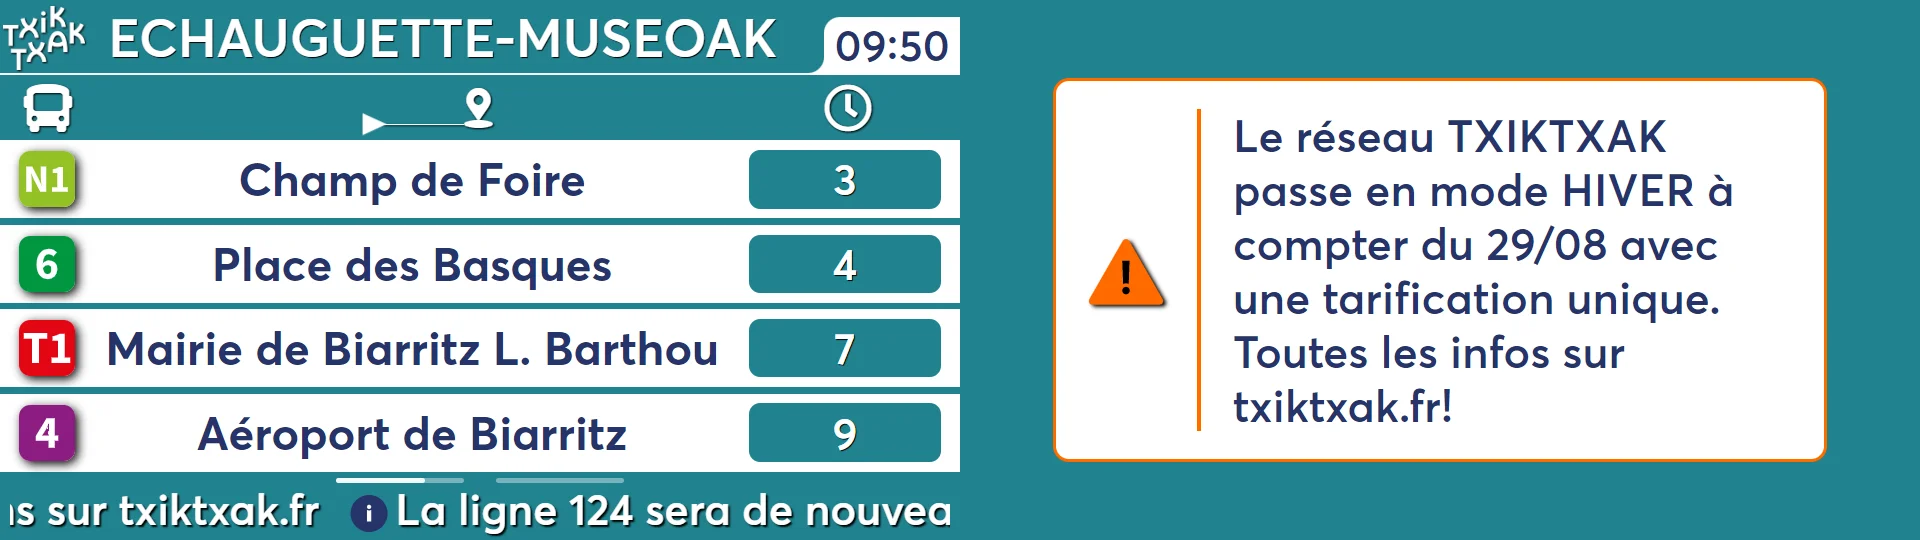 TXIK
TXAK
ECHAUGUETTE-MUSEOAK
09:50
N1 Champ de Foire 3
6 Place des Basques 4
T1 Mairie de Biarritz L. Barthou 7
4 Aéroport de Biarritz 9
sur txiktxak.fr i La ligne 124 sera de nouvea
Le réseau TXIKTXAK
passe en mode HIVER à
compter du 29/08 avec
une tarification unique.
Toutes les infos sur
txiktxak.fr!